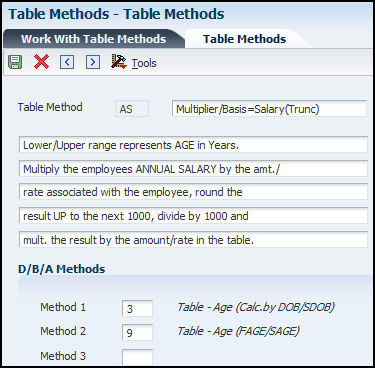 Table Methods - Table Methods
Work With Table Methods
Table Methods
Tools
Table Method AS Multiplier/Basis=Salary(Trunc)
Lower/Upper range represents AGE in Years.
Multiply the employees ANNUAL SALARY by the amt./
rate associated with the employee, round the
result UP to the next 1000, divide by 1000 and
mult. the result by the amount/rate in the table.
D/B/A Methods
Method 1 3 Table - Age (Calc.by DOB/SDOB)
Method 2 9 Table - Age (FAGE/SAGE)
Method 3